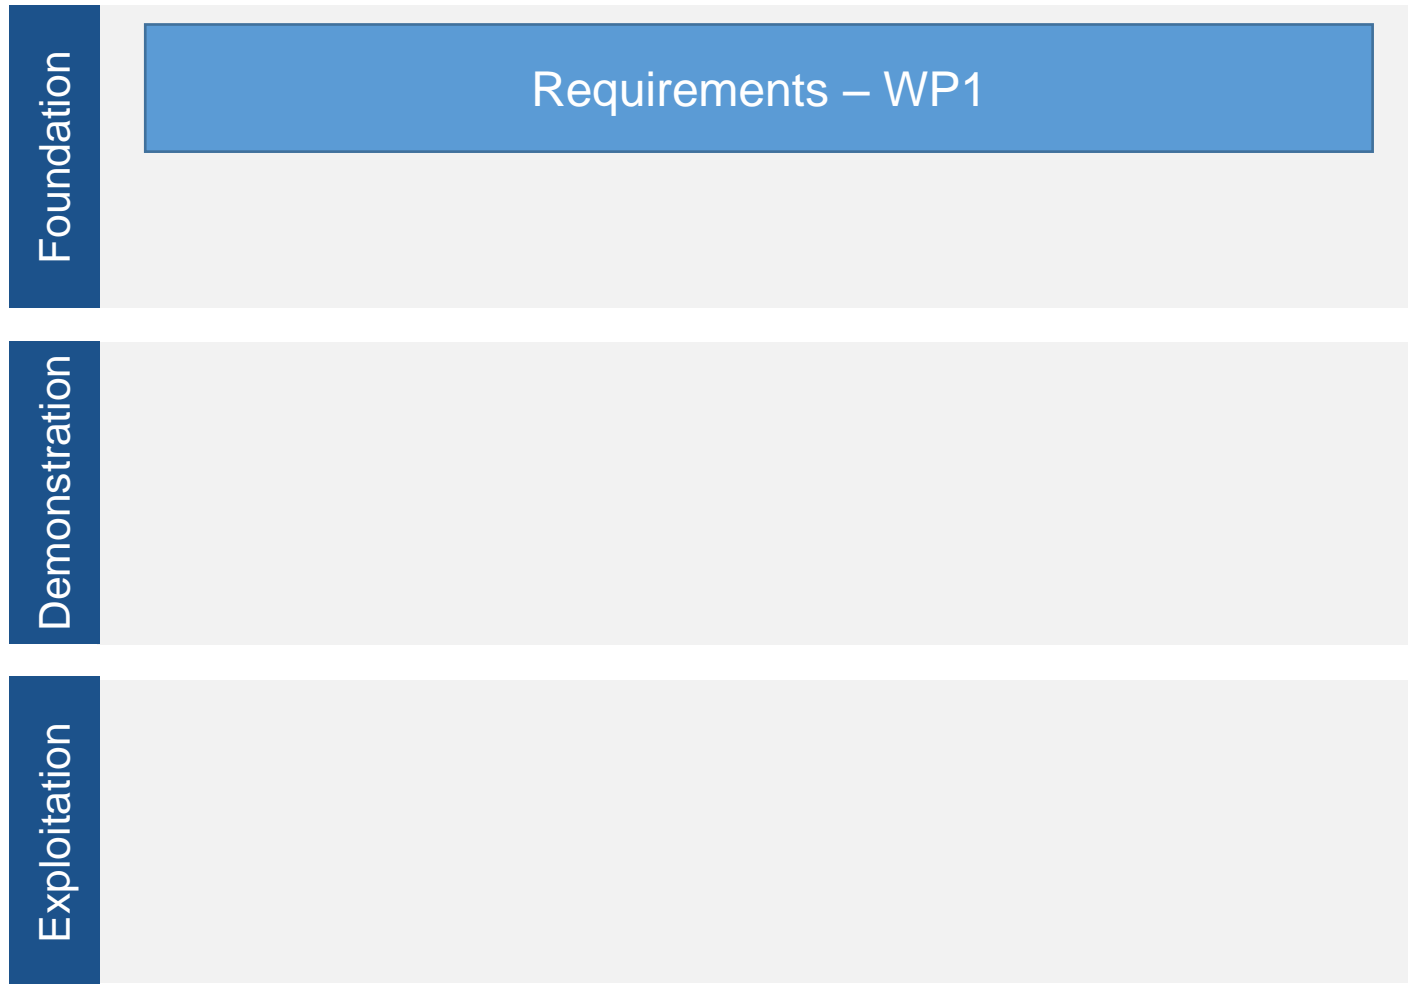 Foundation
Requirements – WP1
Demonstration
Exploitation